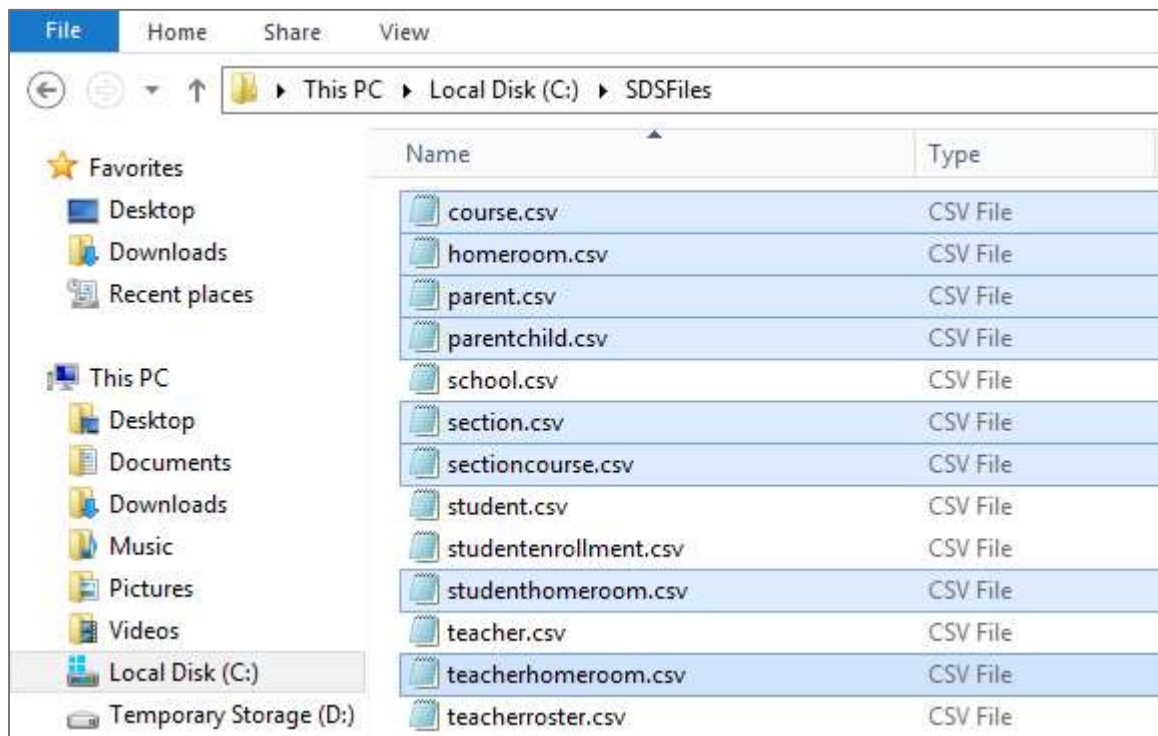 File Home Share View
This PC Local Disk (C:) SDSFiles
Name Type
Favorites
Desktop
Downloads
Recent places
This PC
Desktop
Documents
Downloads
Music
Pictures
Videos
Local Disk (C:)
Temporary Storage (D:)
course.csv CSV File
homeroom.csv CSV File
parent.csv CSV File
parentchild.csv CSV File
school.csv CSV File
section.csv CSV File
sectioncourse.csv CSV File
student.csv CSV File
studentenrollment.csv CSV File
studenthomeroom.csv CSV File
teacher.csv CSV File
teacherhomeroom.csv CSV File
teacherroster.csv CSV File